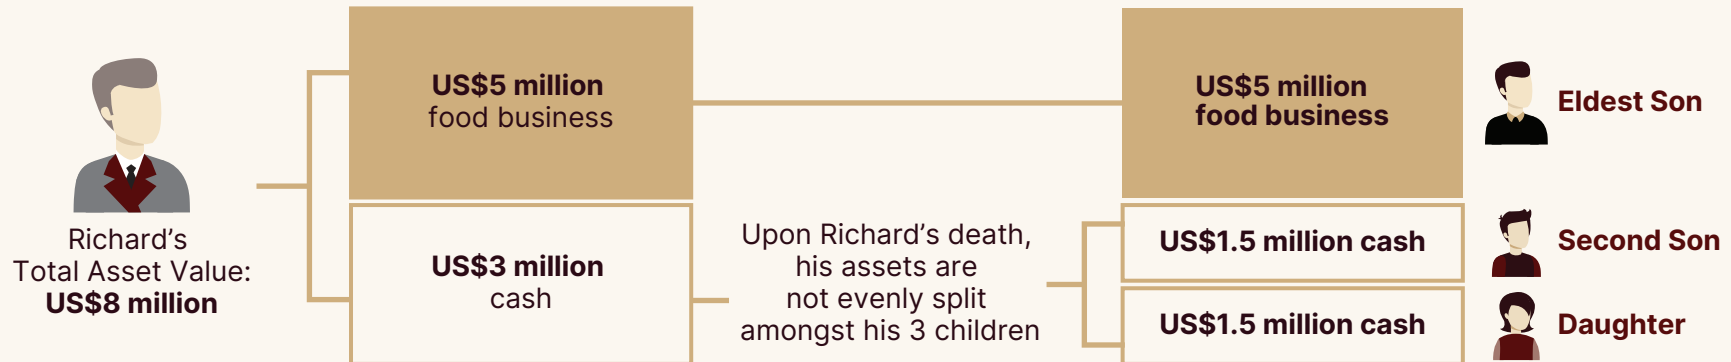 Richard's
Total Asset Value:
US$8 million
US$5 million
food business
US$3 million
cash
Upon Richard's death,
his assets are
not evenly split
amongst his 3 children
US$5 million
food business
Eldest Son
US$1.5 million cash
Second Son
US$1.5 million cash
Daughter